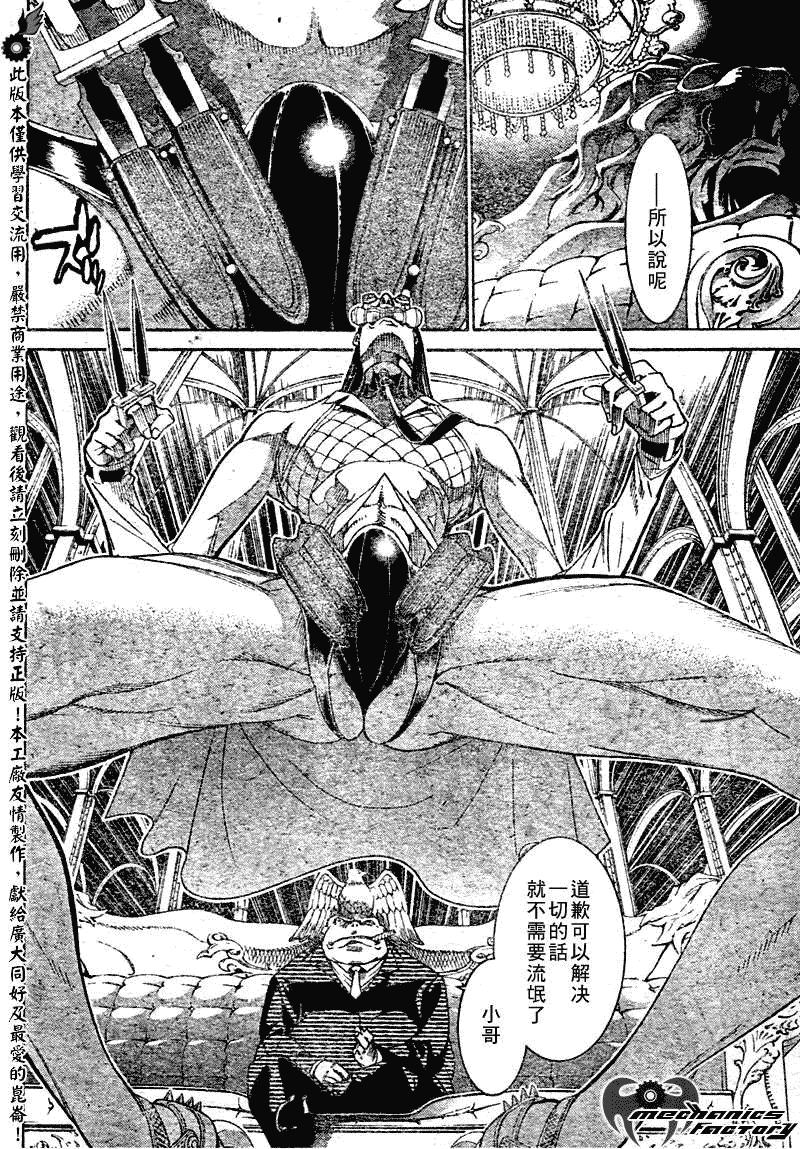 ──所以說呢
ズズッ
道歉可以解決
一切的話
就不需要流氓了
小哥
此版本僅供學習交流用，嚴禁商業用途，觀看後請立刻刪除並請支持正版！本工廠友情製作，獻給廣大同好及最愛的崑崙！
mechanics
factory